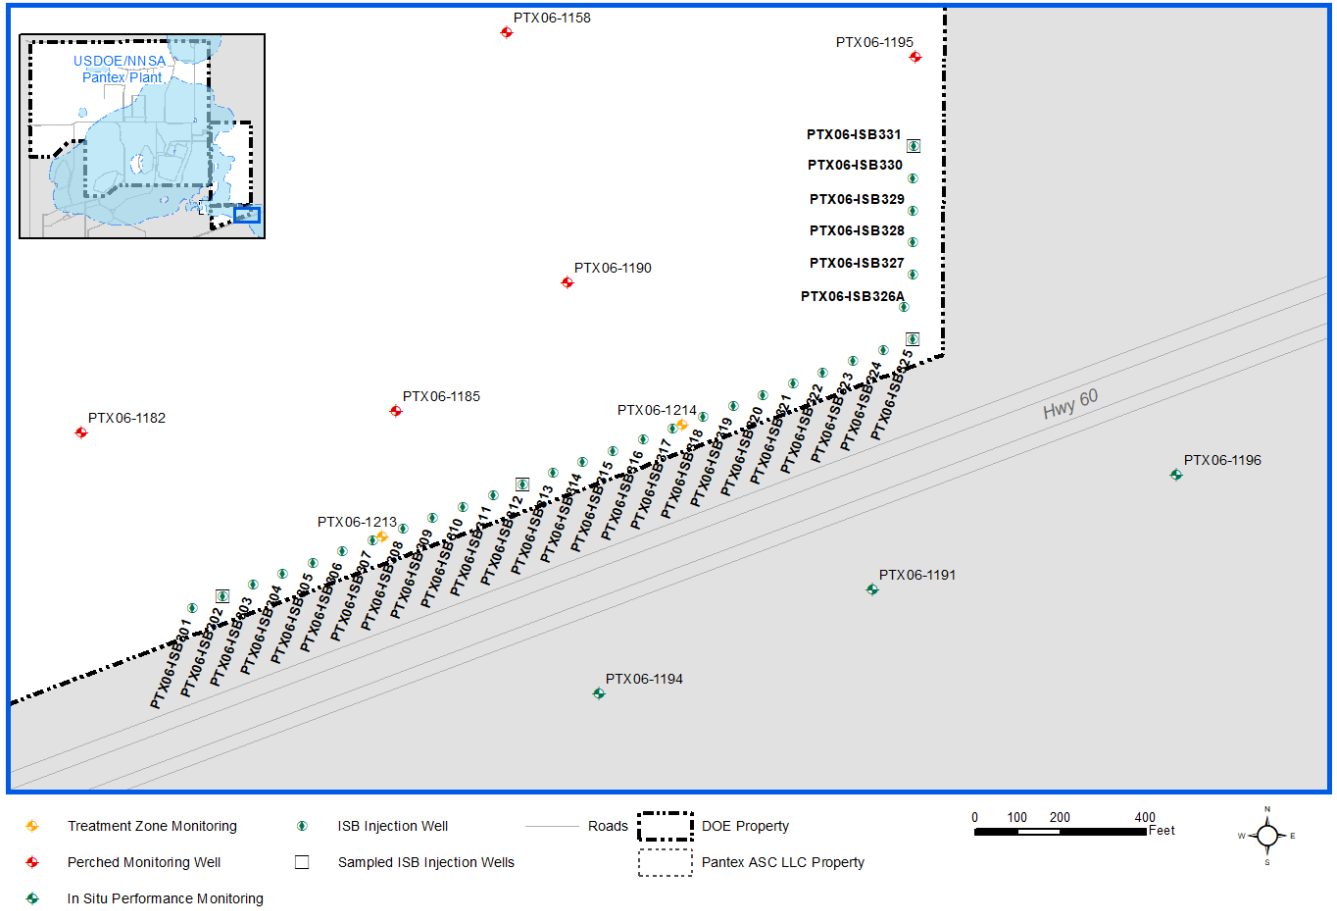 PTX06-1158
PTX06-1195
USDOE/NNSA
Pantex Plant
PTX06-ISB331
PTX06-ISB330
PTX06-ISB329
PTX06-ISB328
PTX06-ISB327
PTX06-ISB326A
PTX06-1190
PTX06-1185
PTX06-1182
PTX06-1214
PTX06-1213
PTX06-ISB301
PTX06-ISB302
PTX06-ISB303
PTX06-ISB304
PTX06-ISB305
PTX06-ISB306
PTX06-ISB307
PTX06-ISB308
PTX06-ISB309
PTX06-ISB310
PTX06-ISB311
PTX06-ISB312
PTX06-ISB313
PTX06-ISB314
PTX06-ISB315
PTX06-ISB316
PTX06-ISB317
PTX06-ISB318
PTX06-ISB319
PTX06-ISB320
PTX06-ISB321
PTX06-ISB322
PTX06-ISB323
PTX06-ISB324
PTX06-ISB325
Hwy 60
PTX06-1196
PTX06-1191
PTX06-1194
Treatment Zone Monitoring
Perched Monitoring Well
In Situ Performance Monitoring
ISB Injection Well
Sampled ISB Injection Wells
Roads
DOE Property
Pantex ASC LLC Property
0 100 200 400
Feet
N
W E
S